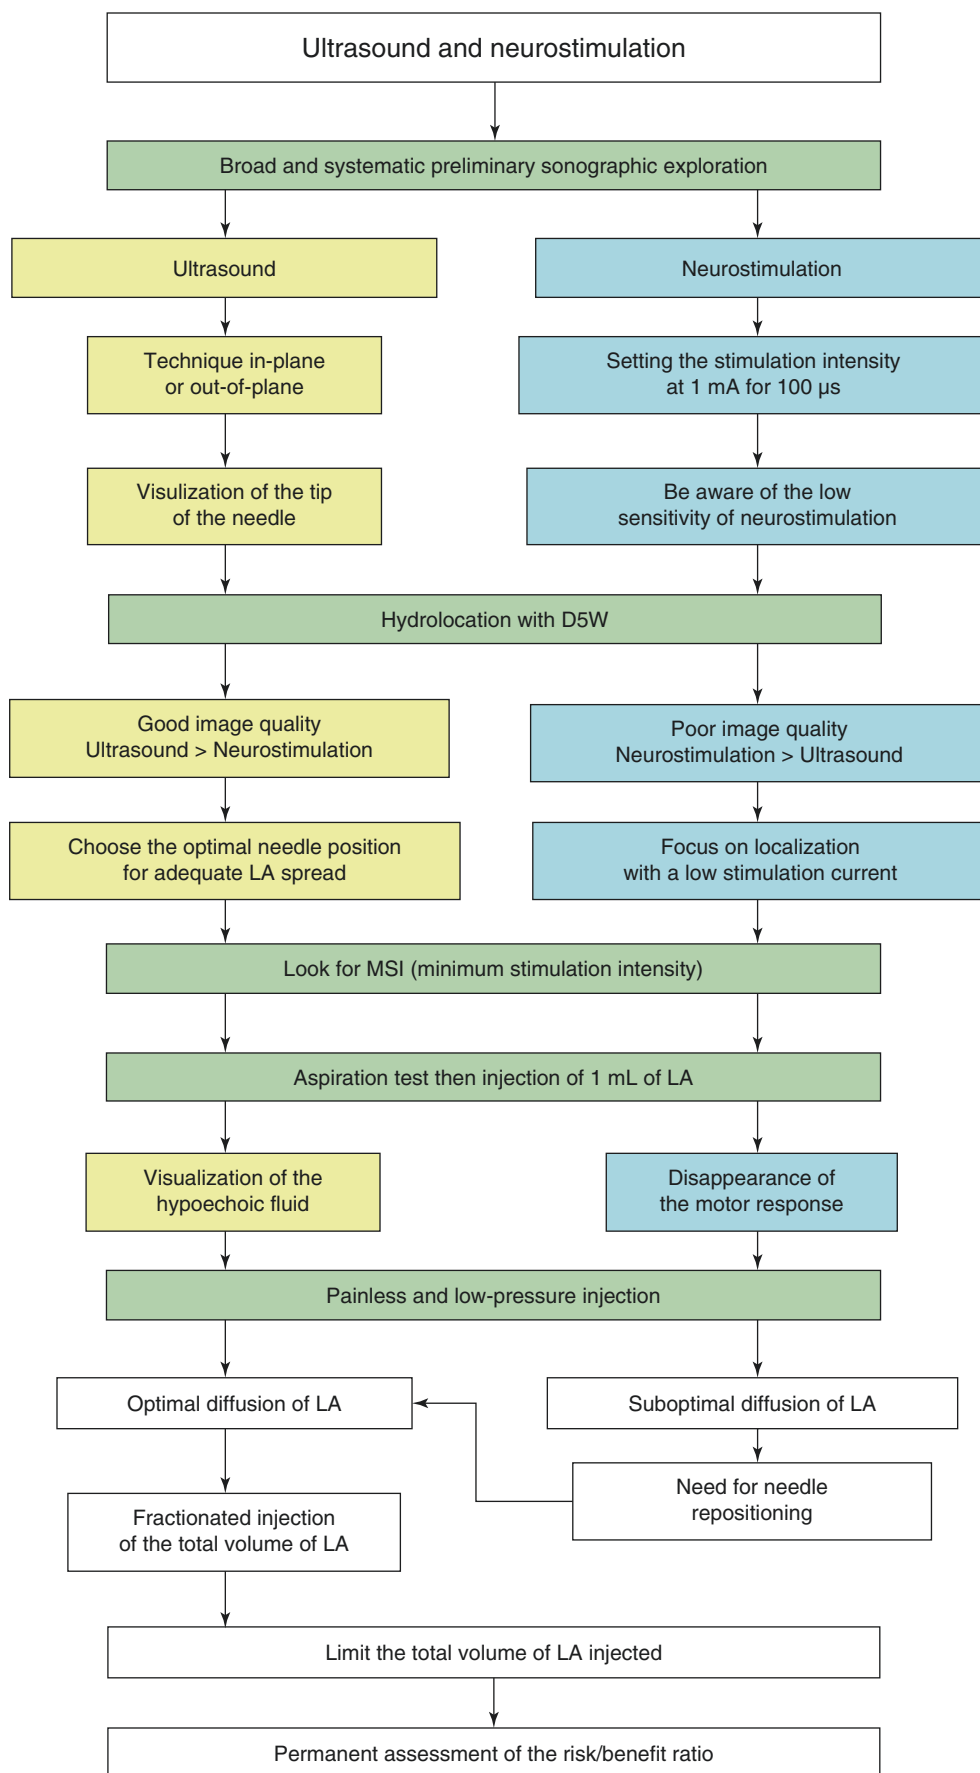 Ultrasound and neurostimulation
Broad and systematic preliminary sonographic exploration
Ultrasound
Neurostimulation
Technique in-plane
or out-of-plane
Setting the stimulation intensity
at 1 mA for 100 µs
Visulization of the tip
of the needle
Be aware of the low
sensitivity of neurostimulation
Hydrolocation with D5W
Good image quality
Ultrasound > Neurostimulation
Poor image quality
Neurostimulation > Ultrasound
Choose the optimal needle position
for adequate LA spread
Focus on localization
with a low stimulation current
Look for MSI (minimum stimulation intensity)
Aspiration test then injection of 1 mL of LA
Visualization of the
hypoechoic fluid
Disappearance of
the motor response
Painless and low-pressure injection
Optimal diffusion of LA
Suboptimal diffusion of LA
Need for needle
repositioning
Fractionated injection
of the total volume of LA
Limit the total volume of LA injected
Permanent assessment of the risk/benefit ratio